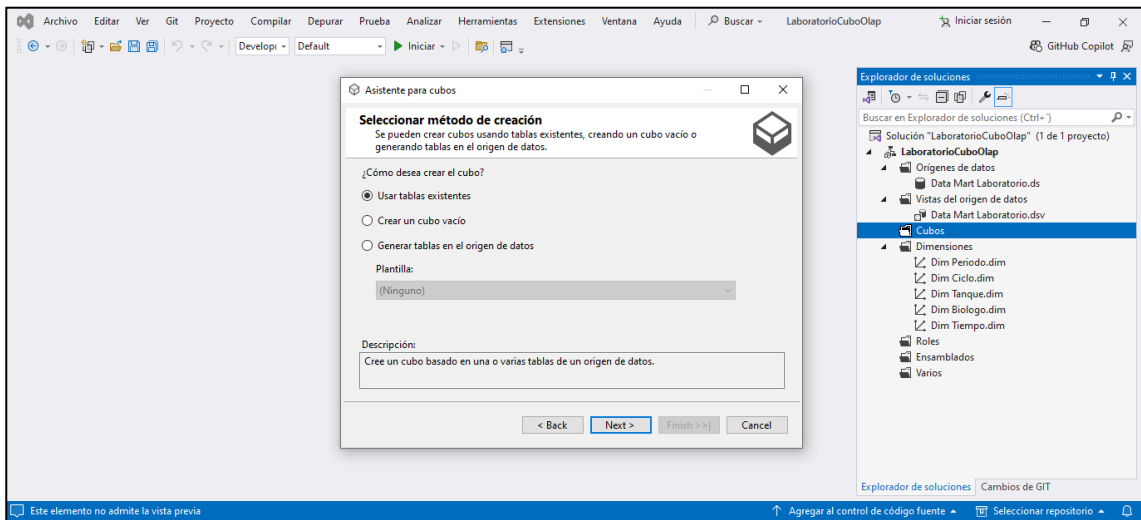 Archivo Editar Ver Git Proyecto Compilar Depurar Prueba Analizar Herramientas Extensiones Ventana Ayuda Buscar LaboratorioCuboOlap Iniciar sesión
Developi Default Iniciar GitHub Copilot
Asistente para cubos
Seleccionar método de creación
Se pueden crear cubos usando tablas existentes, creando un cubo vacío o
generando tablas en el origen de datos.
¿Cómo desea crear el cubo?
Usar tablas existentes
Crear un cubo vacío
Generar tablas en el origen de datos
Plantilla:
(Ninguno)
Descripción:
Cree un cubo basado en una o varias tablas de un origen de datos.
< Back Next > Finish >>| Cancel
Explorador de soluciones
Buscar en Explorador de soluciones (Ctrl+´)
Solución "LaboratorioCuboOlap" (1 de 1 proyecto)
LaboratorioCuboOlap
Orígenes de datos
Data Mart Laboratorio.ds
Vistas del origen de datos
Data Mart Laboratorio.dsv
Cubos
Dimensiones
Dim Periodo.dim
Dim Ciclo.dim
Dim Tanque.dim
Dim Biologo.dim
Dim Tiempo.dim
Roles
Ensamblados
Varios
Explorador de soluciones Cambios de GIT
Este elemento no admite la vista previa Agregar al control de código fuente Seleccionar repositorio